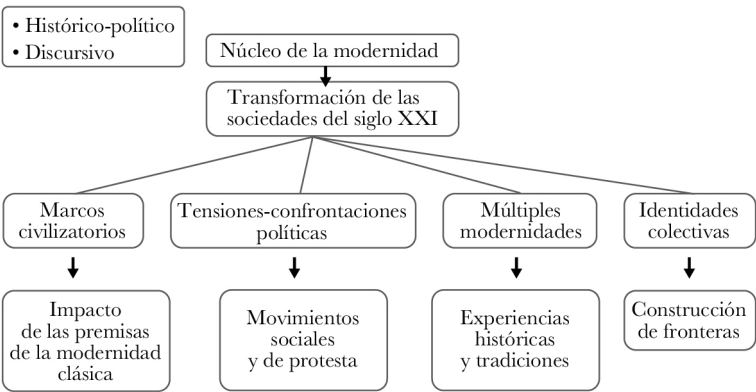 • Histórico-político
• Discursivo
Núcleo de la modernidad
Transformación de las
sociedades del siglo XXI
Marcos
civilizatorios
Tensiones-confrontaciones
políticas
Múltiples
modernidades
Identidades
colectivas
Impacto
de las premisas
de la modernidad
clásica
Movimientos
sociales
y de protesta
Experiencias
históricas
y tradiciones
Construcción
de fronteras